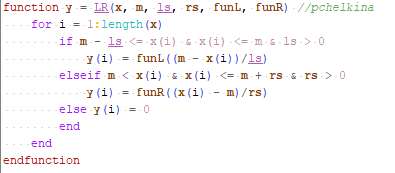 function y = LR(x, m, ls, rs, funL, funR) //pchelkina
    for i = 1:length(x)
        if m - ls <= x(i) & x(i) <= m & ls > 0
            y(i) = funL((m - x(i))/ls)
        elseif m < x(i) & x(i) <= m + rs & rs > 0
            y(i) = funR((x(i) - m)/rs)
        else y(i) = 0
        end
    end
endfunction